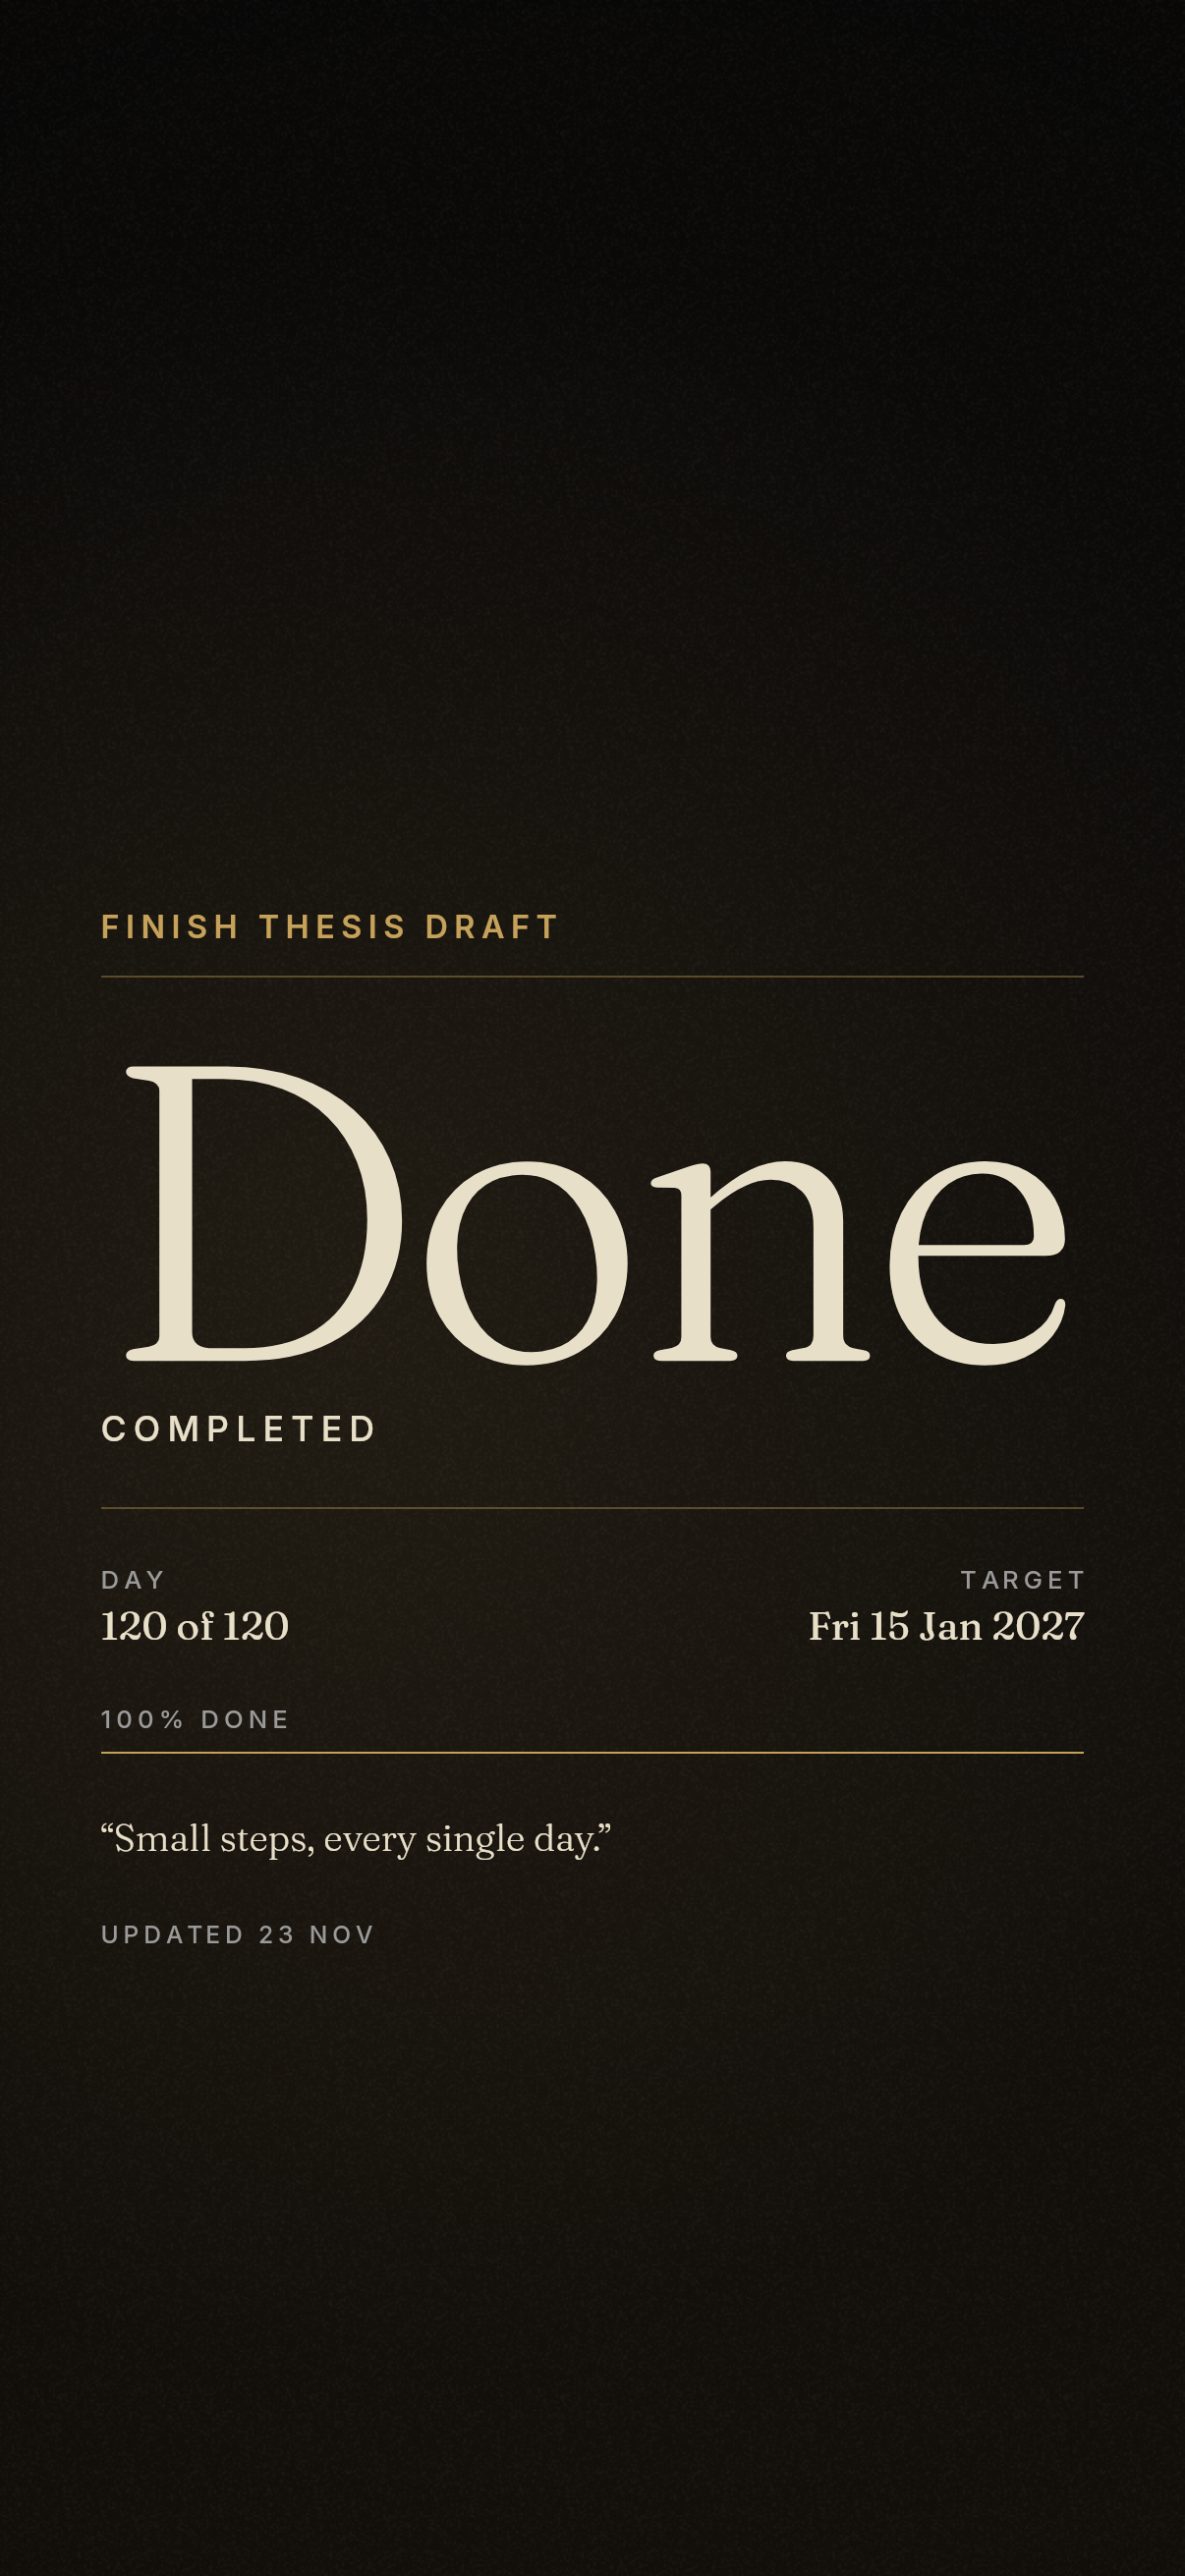 FINISH THESIS DRAFT
Done
COMPLETED
DAY
TARGET
120 of 120
Fri 15 Jan 2027
100% DONE
“Small steps, every single day.”
UPDATED 23 NOV